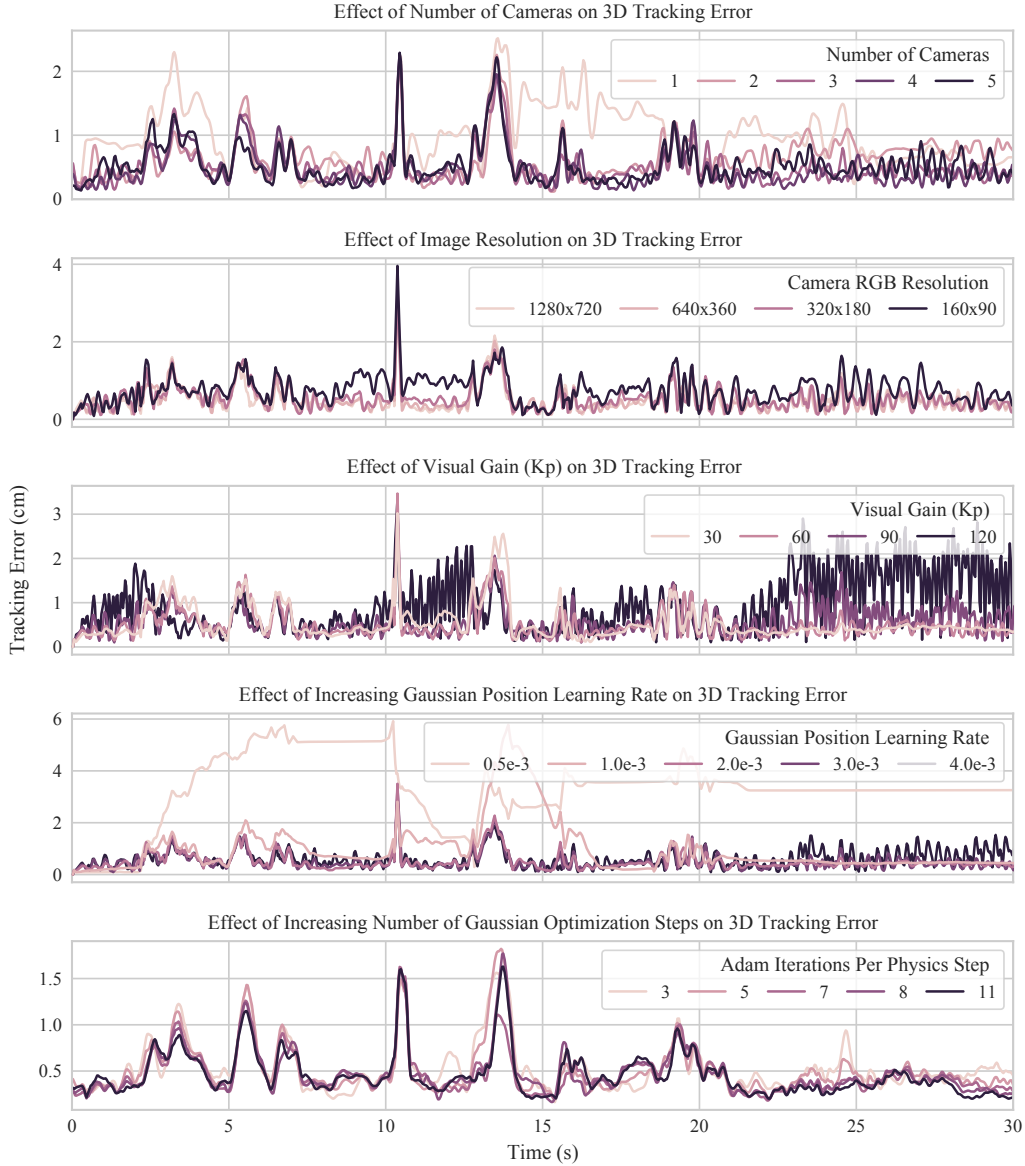 Effect of Number of Cameras on 3D Tracking Error
Number of Cameras
1 2 3 4 5
2
1
0
Effect of Image Resolution on 3D Tracking Error
Camera RGB Resolution
1280x720 640x360 320x180 160x90
4
2
0
Effect of Visual Gain (Kp) on 3D Tracking Error
Visual Gain (Kp)
30 60 90 120
3
2
1
0
Tracking Error (cm)
Effect of Increasing Gaussian Position Learning Rate on 3D Tracking Error
Gaussian Position Learning Rate
0.5e-3 1.0e-3 2.0e-3 3.0e-3 4.0e-3
6
4
2
0
Effect of Increasing Number of Gaussian Optimization Steps on 3D Tracking Error
Adam Iterations Per Physics Step
3 5 7 8 11
1.5
1.0
0.5
0 5 10 15 20 25 30
Time (s)